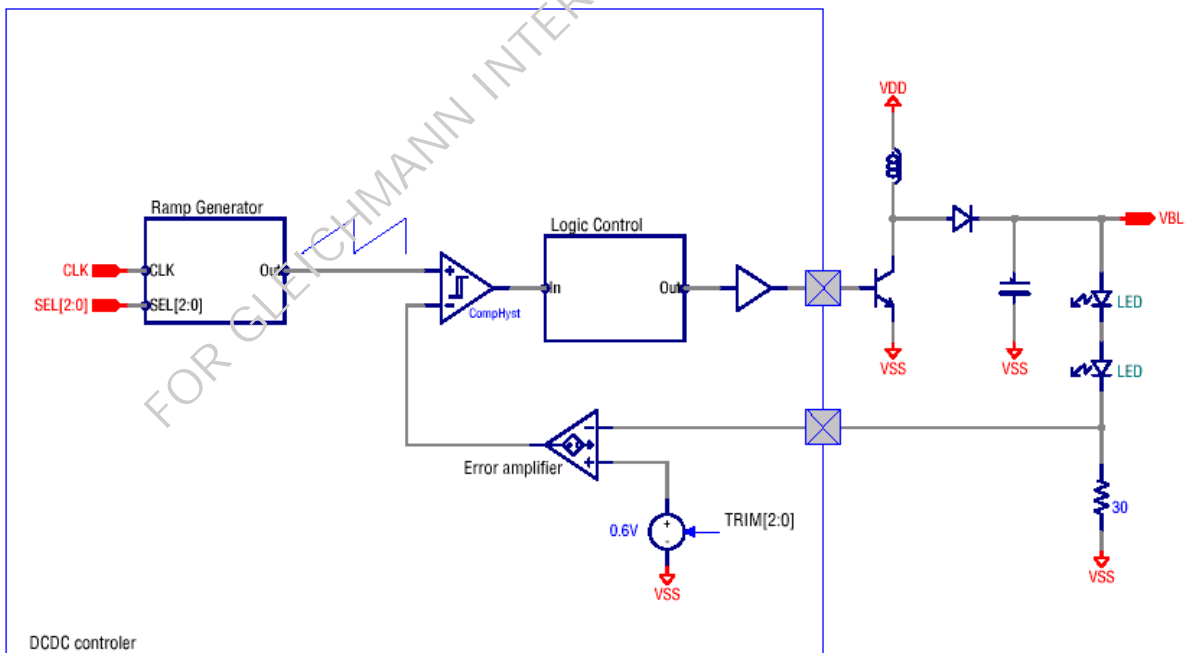 FOR GLEICHMANN INTER
VDD
Ramp Generator
Logic Control
VBL
CLK
CLK
Out
SEL[2:0]
SEL[2:0]
+
-
CompHyst
In
Out
LED
VSS
VSS
LED
-
+
Error amplifier
0.6V
+
-
TRIM[2:0]
30
VSS
VSS
DCDC controler